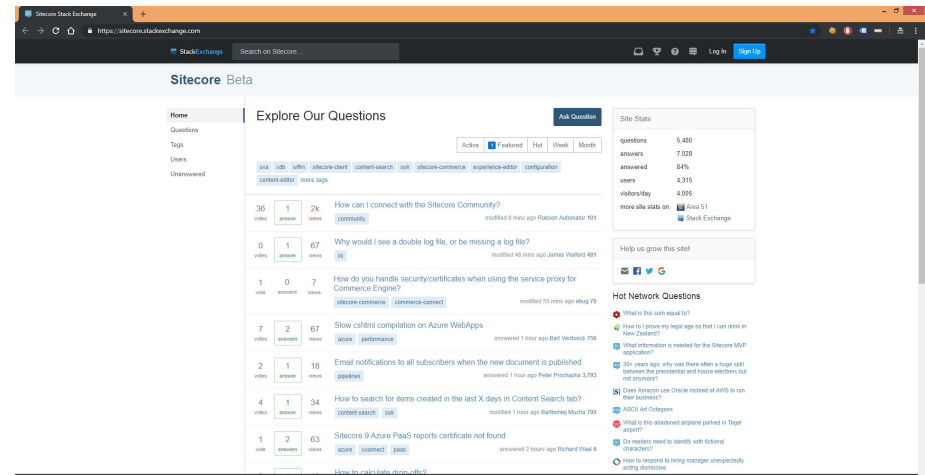 Sitecore Stack Exchange
https://sitecore.stackexchange.com
StackExchange
Search on Sitecore...
Log In
Sign Up
Sitecore Beta
Home
Questions
Tags
Users
Unanswered
Explore Our Questions
Ask Question
Active 1 Featured Hot Week Month
sxa xdb wffm sitecore-client content-search solr sitecore-commerce experience-editor configuration
content-editor more tags
36 votes 1 answer 2k views
How can I connect with the Sitecore Community?
community
modified 8 mins ago Robson Automator 101
0 votes 1 answer 67 views
Why would I see a double log file, or be missing a log file?
iis
modified 48 mins ago James Walford 481
1 vote 0 answers 7 views
How do you handle security/certificates when using the service proxy for
Commerce Engine?
sitecore-commerce commerce-connect
modified 55 mins ago
7 votes 2 answers 67 views
Slow cshtml compilation on Azure WebApps
azure performance
answered 1 hour ago Bart Verdonck 756
2 votes 1 answer 18 views
Email notifications to all subscribers when the new document is published
pipelines
answered 1 hour ago Peter Prochazka 3,793
4 votes 1 answer 34 views
How to search for items created in the last X days in Content Search tab?
content-search solr
modified 1 hour ago Bartłomiej Mucha 705
1 vote 2 answers 63 views
Sitecore 9 Azure PaaS reports certificate not found
azure xconnect paas
answered 2 hours ago Richard Waal 6
How to calculate drop-offs?
Site Stats
questions 5,480
answers 7,028
answered 84%
users 4,315
visitors/day 4,005
more site stats on: Area 51
Stack Exchange
Help us grow this site!
Hot Network Questions
What is this sum equal to?
How to I prove my legal age so that I can drink in
New Zealand?
What information is needed for the Sitecore MVP
application?
30+ years ago, why was there often a huge split
between the presidential and house elections but
not anymore?
Does Amazon use Oracle instead of AWS to run
their business?
ASCII Art Octagons
What is this abadoned airplane parked in Tegel
airport?
Do readers need to identify with fictional
characters?
How to respond to hiring manager unexpectedly
acting dismissive